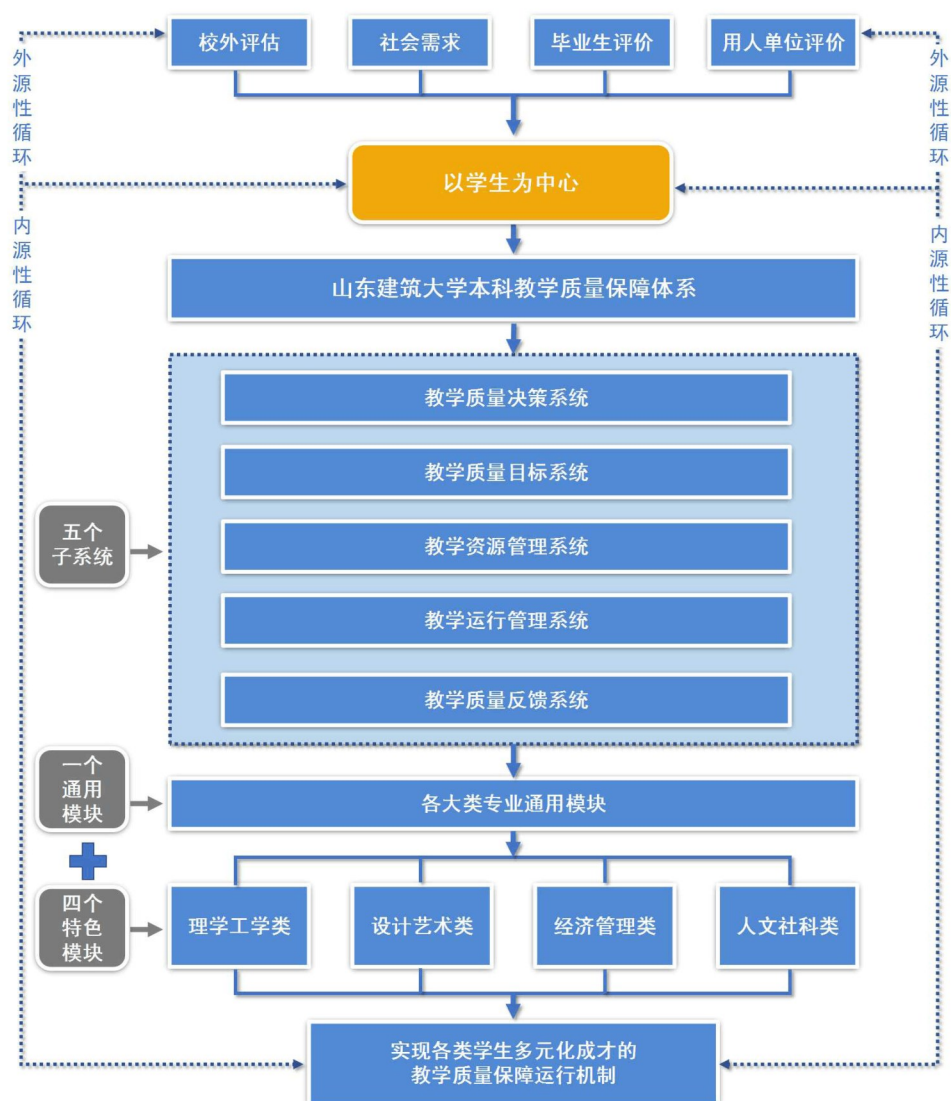 校外评估
社会需求
毕业生评价
用人单位评价
外源性循环
外源性循环
以学生为中心
内源性循环
内源性循环
山东建筑大学本科教学质量保障体系
教学质量决策系统
教学质量目标系统
五个
子系统
教学资源管理系统
教学运行管理系统
教学质量反馈系统
一个
通用
模块
各大类专业通用模块
四个
特色
模块
理学工学类
设计艺术类
经济管理类
人文社科类
实现各类学生多元化成才的
教学质量保障运行机制